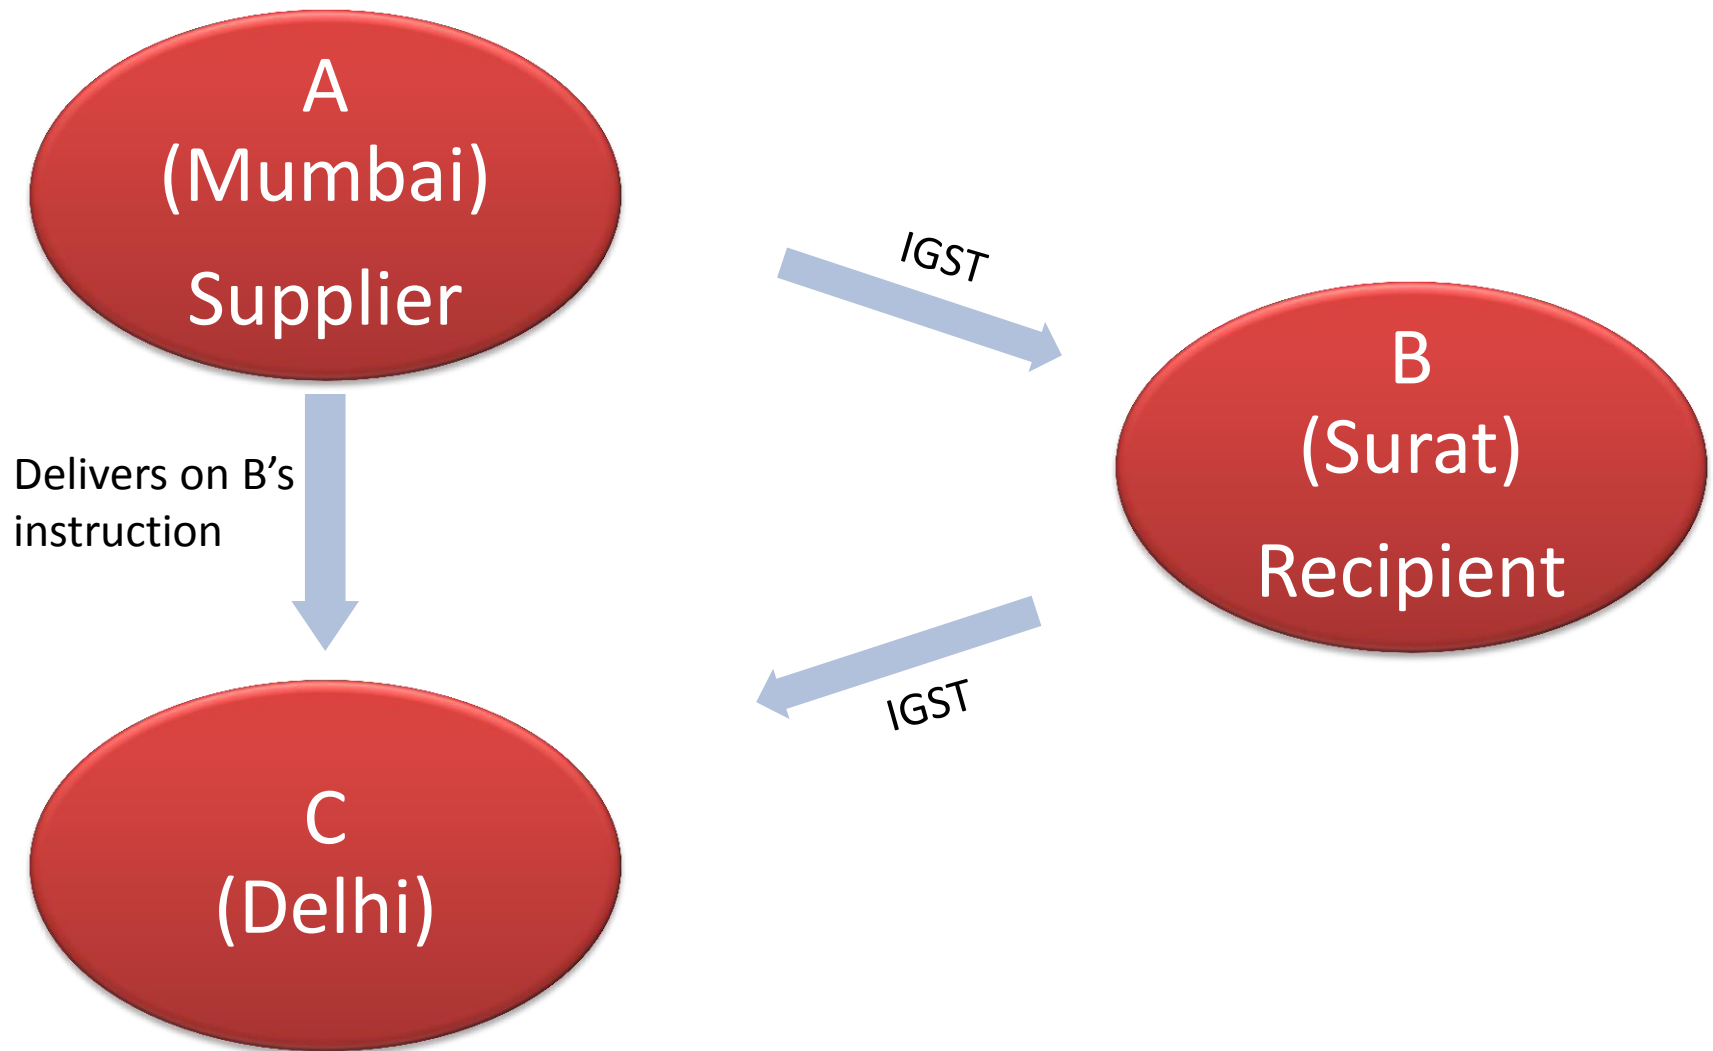 A
(Mumbai)
Supplier
IGST
B
(Surat)
Recipient
Delivers on B’s
instruction
IGST
C
(Delhi)